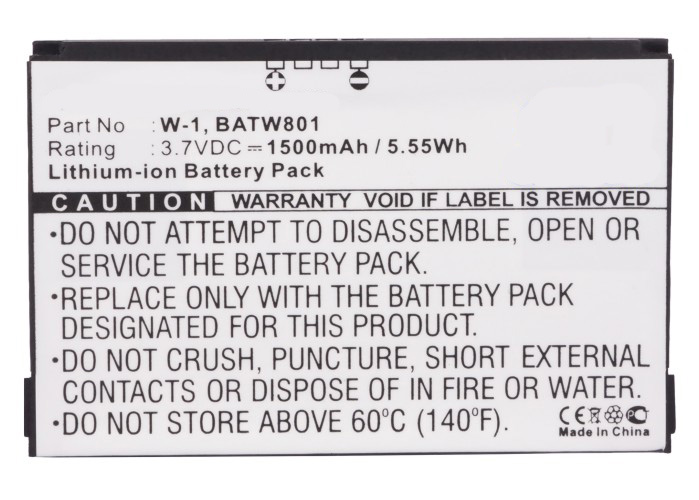 Part No : W-1, BATW801
Rating : 3.7VDC⎓1500mAh / 5.55Wh
Lithium-ion Battery Pack
CAUTION WARRANTY VOID IF LABEL IS REMOVED
•DO NOT ATTEMPT TO DISASSEMBLE, OPEN OR
SERVICE THE BATTERY PACK.
•REPLACE ONLY WITH THE BATTERY PACK
DESIGNATED FOR THIS PRODUCT.
•DO NOT CRUSH, PUNCTURE, SHORT EXTERNAL
CONTACTS OR DISPOSE OF IN FIRE OR WATER.
•DO NOT STORE ABOVE 60°C (140°F).
CE
Made In China